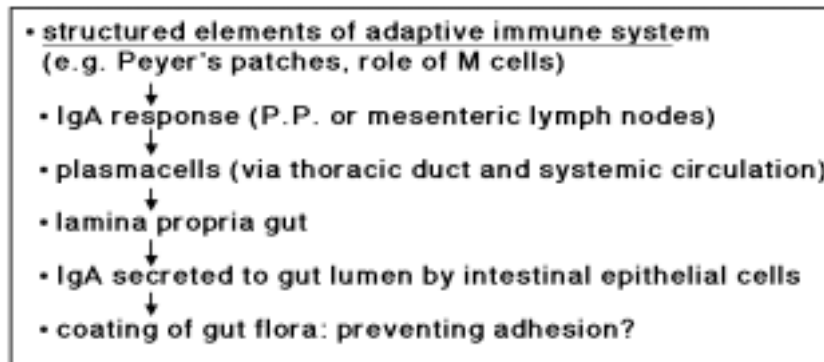 • structured elements of adaptive immune system
(e.g. Peyer's patches, role of M cells)
• IgA response (P.P. or mesenteric lymph nodes)
• plasmacells (via thoracic duct and systemic circulation)
• lamina propria gut
• IgA secreted to gut lumen by intestinal epithelial cells
• coating of gut flora: preventing adhesion?